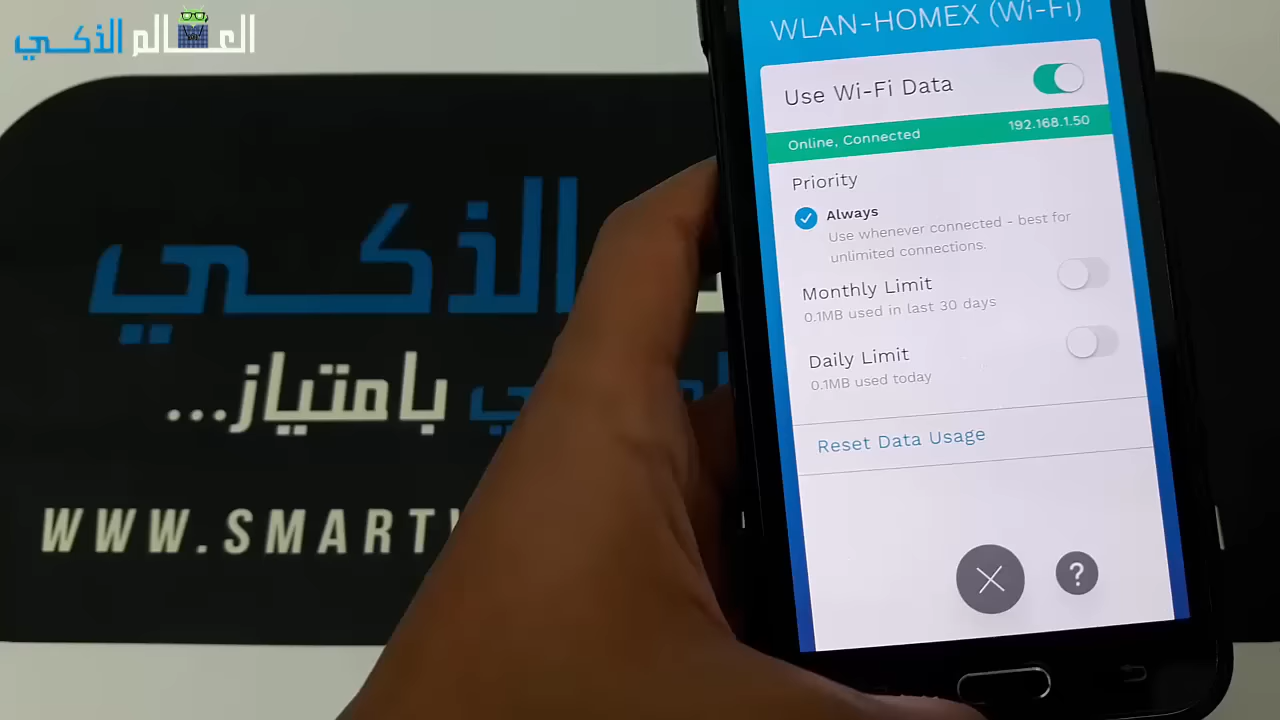 العالم الذكي
WLAN-HOMEX (Wi-Fi)
Use Wi-Fi Data
Online, Connected 192.168.1.50
Priority
Always
Use whenever connected - best for
unlimited connections.
Monthly Limit
0.1MB used in last 30 days
Daily Limit
0.1MB used today
Reset Data Usage
?
الذكي
بامتياز...
WWW.SMART